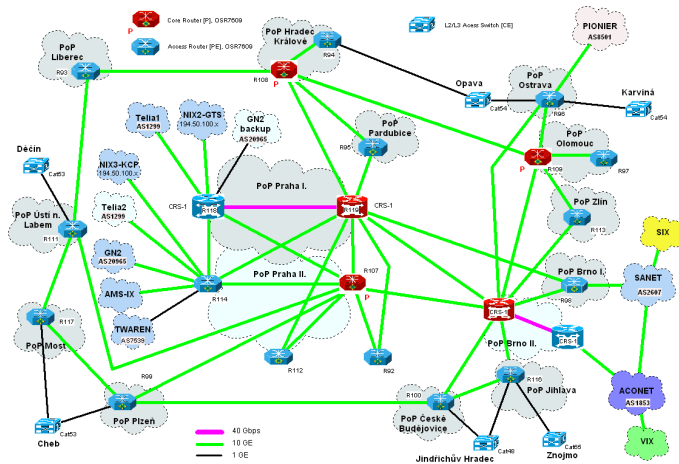 Core Router [P], OSR7609
P
Access Router [PE], OSR7609
L2/L3 Acess Switch [CE]
PIONIER
AS8501
PoP
Liberec
R93
PoP Hradec
Králové
R94
R108
P
Opava
Cat54
PoP
Ostrava
R96
Karviná
Cat54
Telia1
AS1299
NIX2-GTS
194.50.100.x
GN2
backup
AS20965
PoP
Pardubice
R95
PoP
Olomouc
R109
P
R97
Děčín
Cat53
NIX3-KCP
194.50.100.x
PoP Praha I.
CRS-1
R118
R119
CRS-1
PoP Zlín
R113
Telia2
AS1299
PoP Ústí n.
Labem
R111
SIX
GN2
AS20965
PoP Praha II.
R107
P
R114
PoP Brno I.
R98
SANET
AS2607
AMS-IX
CRS-1
TWAREN
AS7539
PoP Brno II.
CRS-1
R117
PoP Most
R112
R92
R99
PoP Plzeň
R100
PoP České
Budějovice
R116
PoP Jihlava
ACONET
AS1853
Cheb
Cat53
40 Gbps
10 GE
1 GE
Jindřichův Hradec
Cat48
Znojmo
Cat65
VIX